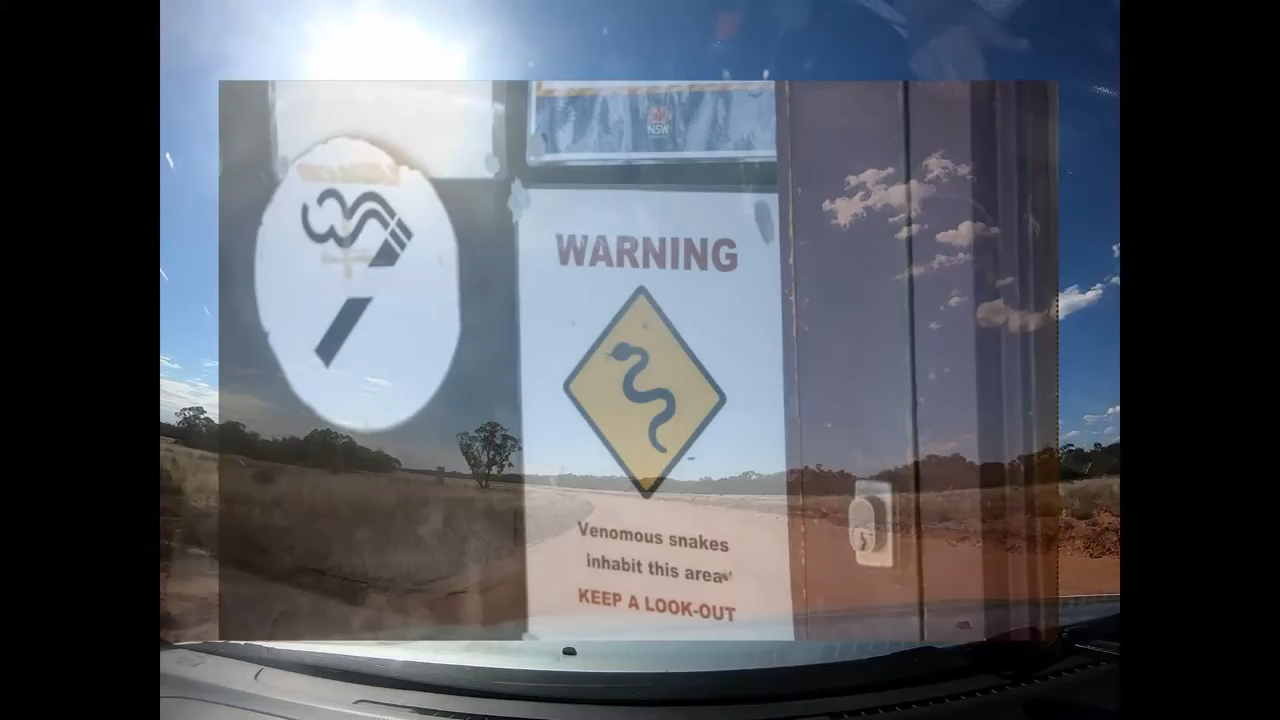 NSW
WARNING
Venomous snakes
inhabit this area
KEEP A LOOK-OUT